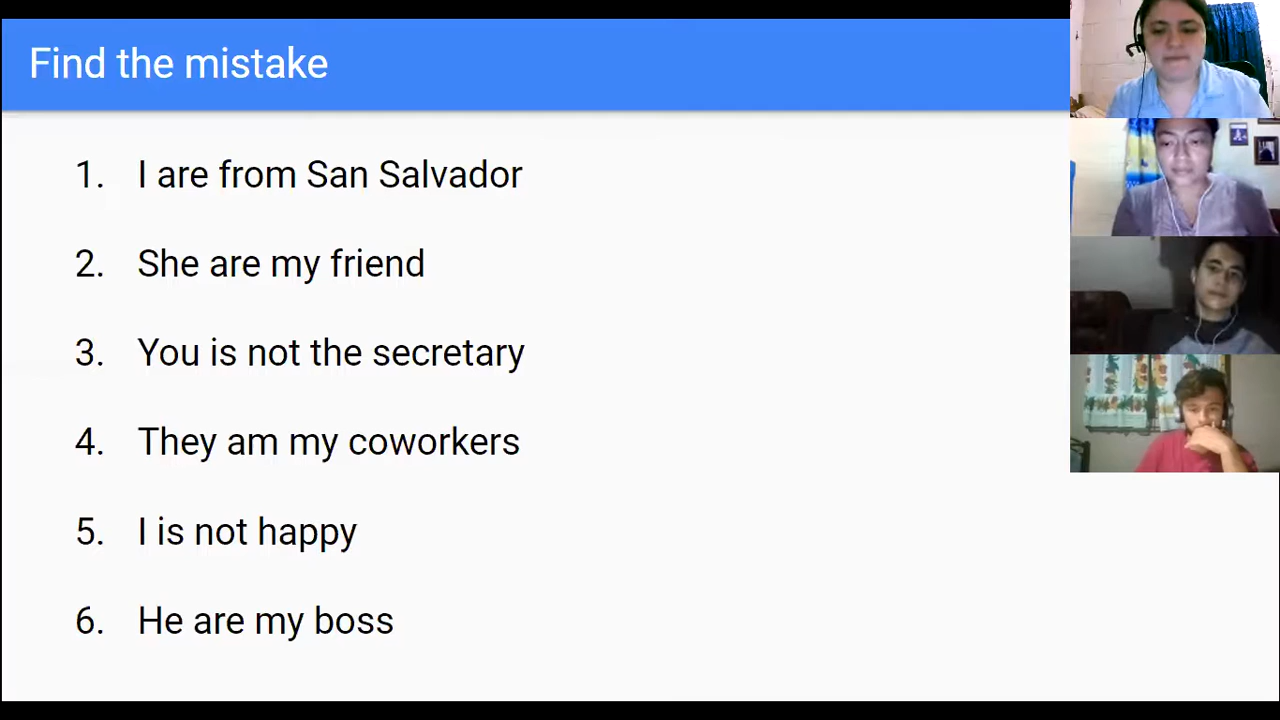 Find the mistake
1. I are from San Salvador
2. She are my friend
3. You is not the secretary
4. They am my coworkers
5. I is not happy
6. He are my boss